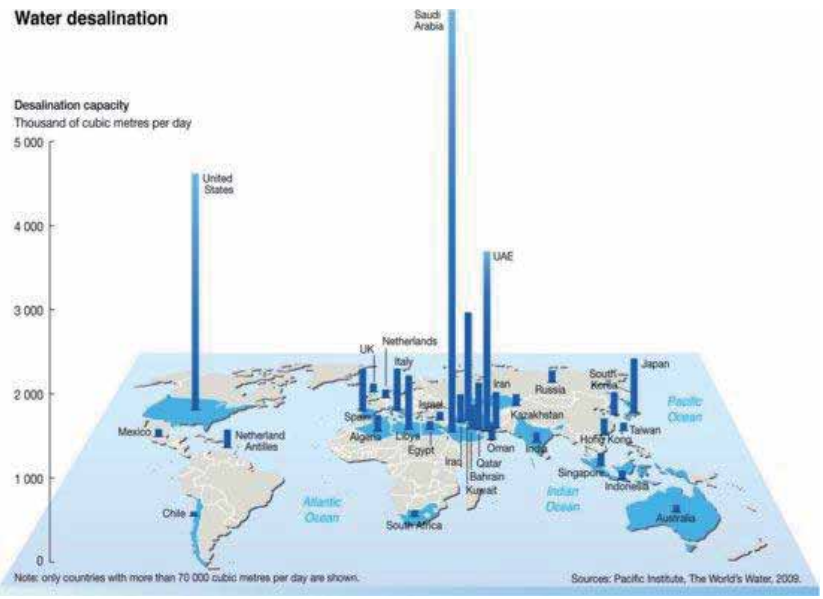 Water desalination
Saudi
Arabia
Desalination capacity
Thousand of cubic metres per day
5 000
4 000
3 000
2 000
1 000
0
United
States
UAE
UK
Netherlands
Italy
Spain
Algeria
Libya
Israel
Egypt
Iraq
Kuwait
Bahrain
Qatar
Oman
Iran
Kazakhstan
Russia
India
South
Korea
Japan
Taiwan
Hong Kong
Singapore
Indonesia
Australia
Mexico
Netherland
Antilles
Chile
South Africa
Atlantic
Ocean
Indian
Ocean
Pacific
Ocean
Note: only countries with more than 70 000 cubic metres per day are shown.
Sources: Pacific Institute, The World's Water, 2009.